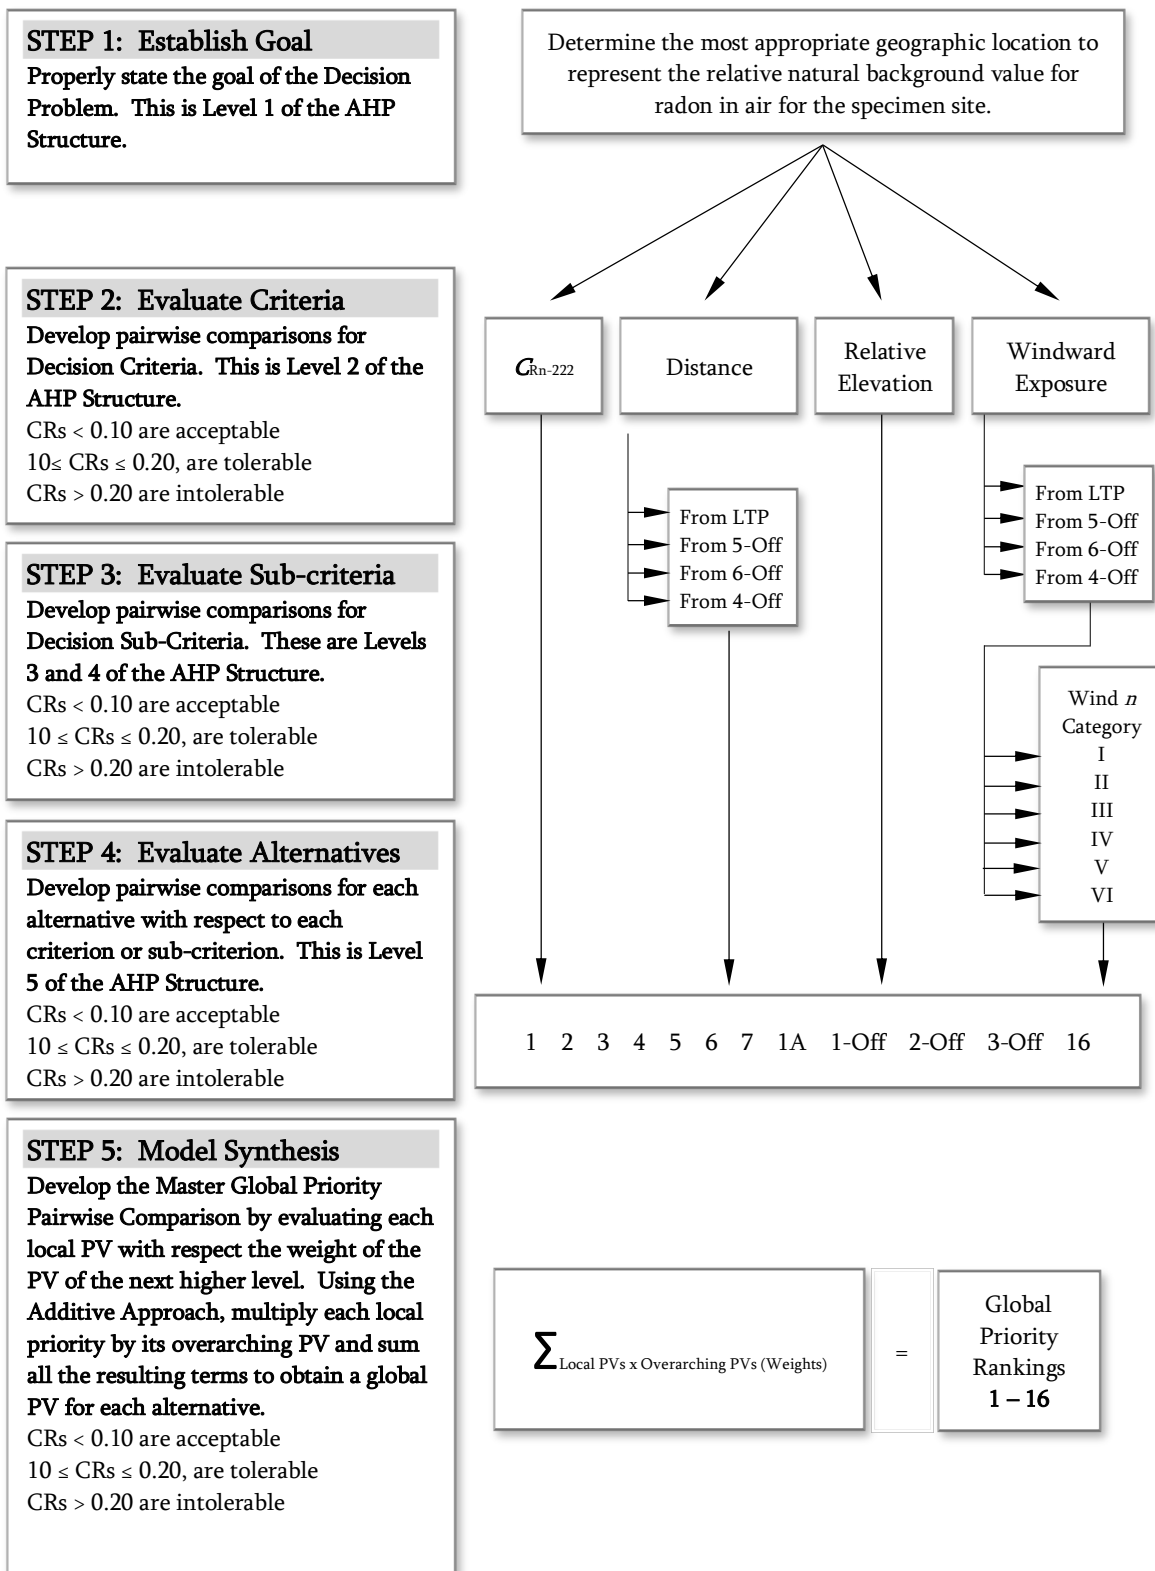 STEP 1: Establish Goal
Properly state the goal of the Decision
Problem. This is Level 1 of the AHP
Structure.
Determine the most appropriate geographic location to
represent the relative natural background value for
radon in air for the specimen site.
STEP 2: Evaluate Criteria
Develop pairwise comparisons for
Decision Criteria. This is Level 2 of the
AHP Structure.
CRs < 0.10 are acceptable
10≤ CRs ≤ 0.20, are tolerable
CRs > 0.20 are intolerable
CRn-222
Distance
Relative
Elevation
Windward
Exposure
From LTP
From 5-Off
From 6-Off
From 4-Off
From LTP
From 5-Off
From 6-Off
From 4-Off
STEP 3: Evaluate Sub-criteria
Develop pairwise comparisons for
Decision Sub-Criteria. These are Levels
3 and 4 of the AHP Structure.
CRs < 0.10 are acceptable
10 ≤ CRs ≤ 0.20, are tolerable
CRs > 0.20 are intolerable
Wind n
Category
I
II
III
IV
V
VI
STEP 4: Evaluate Alternatives
Develop pairwise comparisons for each
alternative with respect to each
criterion or sub-criterion. This is Level
5 of the AHP Structure.
CRs < 0.10 are acceptable
10 ≤ CRs ≤ 0.20, are tolerable
CRs > 0.20 are intolerable
1 2 3 4 5 6 7 1A 1-Off 2-Off 3-Off 16
STEP 5: Model Synthesis
Develop the Master Global Priority
Pairwise Comparison by evaluating each
local PV with respect the weight of the
PV of the next higher level. Using the
Additive Approach, multiply each local
priority by its overarching PV and sum
all the resulting terms to obtain a global
PV for each alternative.
CRs < 0.10 are acceptable
10 ≤ CRs ≤ 0.20, are tolerable
CRs > 0.20 are intolerable
Σ Local PVs x Overarching PVs (Weights)
=
Global
Priority
Rankings
1 – 16